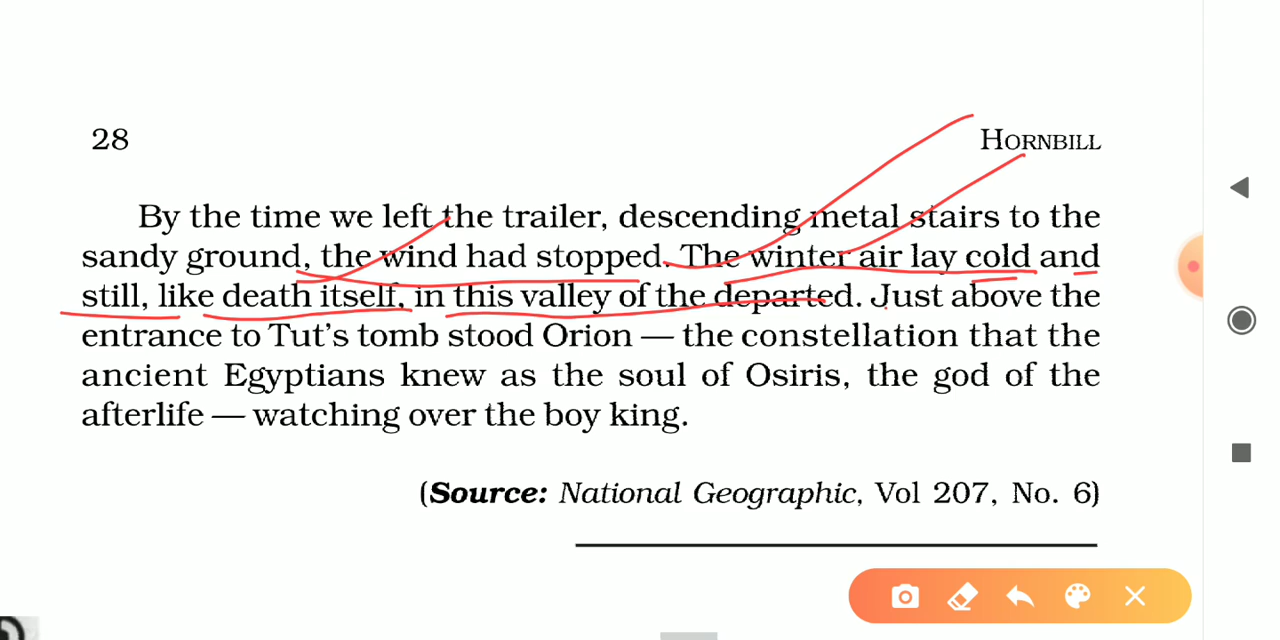 28 HORNBILL
By the time we left the trailer, descending metal stairs to the
sandy ground, the wind had stopped. The winter air lay cold and
still, like death itself, in this valley of the departed. Just above the
entrance to Tut’s tomb stood Orion — the constellation that the
ancient Egyptians knew as the soul of Osiris, the god of the
afterlife — watching over the boy king.
(Source: National Geographic, Vol 207, No. 6)